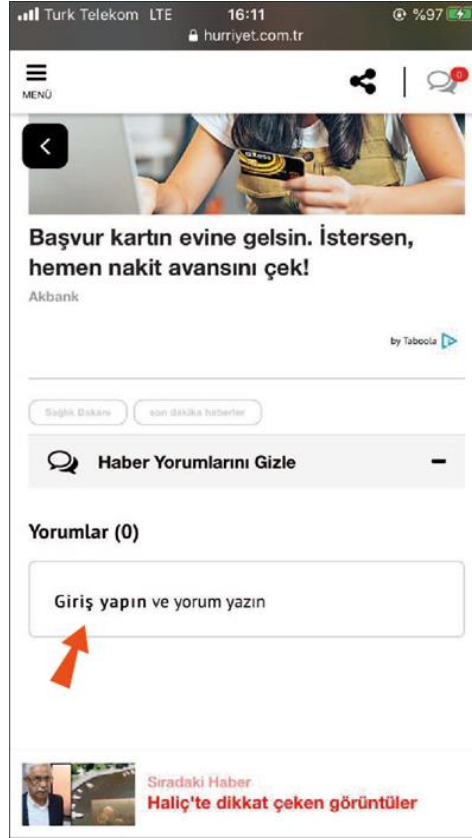 Turk Telekom LTE 16:11 %97
hurriyet.com.tr
MENÜ
0
axess
Başvur kartın evine gelsin. İstersen,
hemen nakit avansını çek!
Akbank
by Taboola
Sağlık Bakanı son dakika haberler
Haber Yorumlarını Gizle
Yorumlar (0)
Giriş yapın ve yorum yazın
Sıradaki Haber
Haliç'te dikkat çeken görüntüler